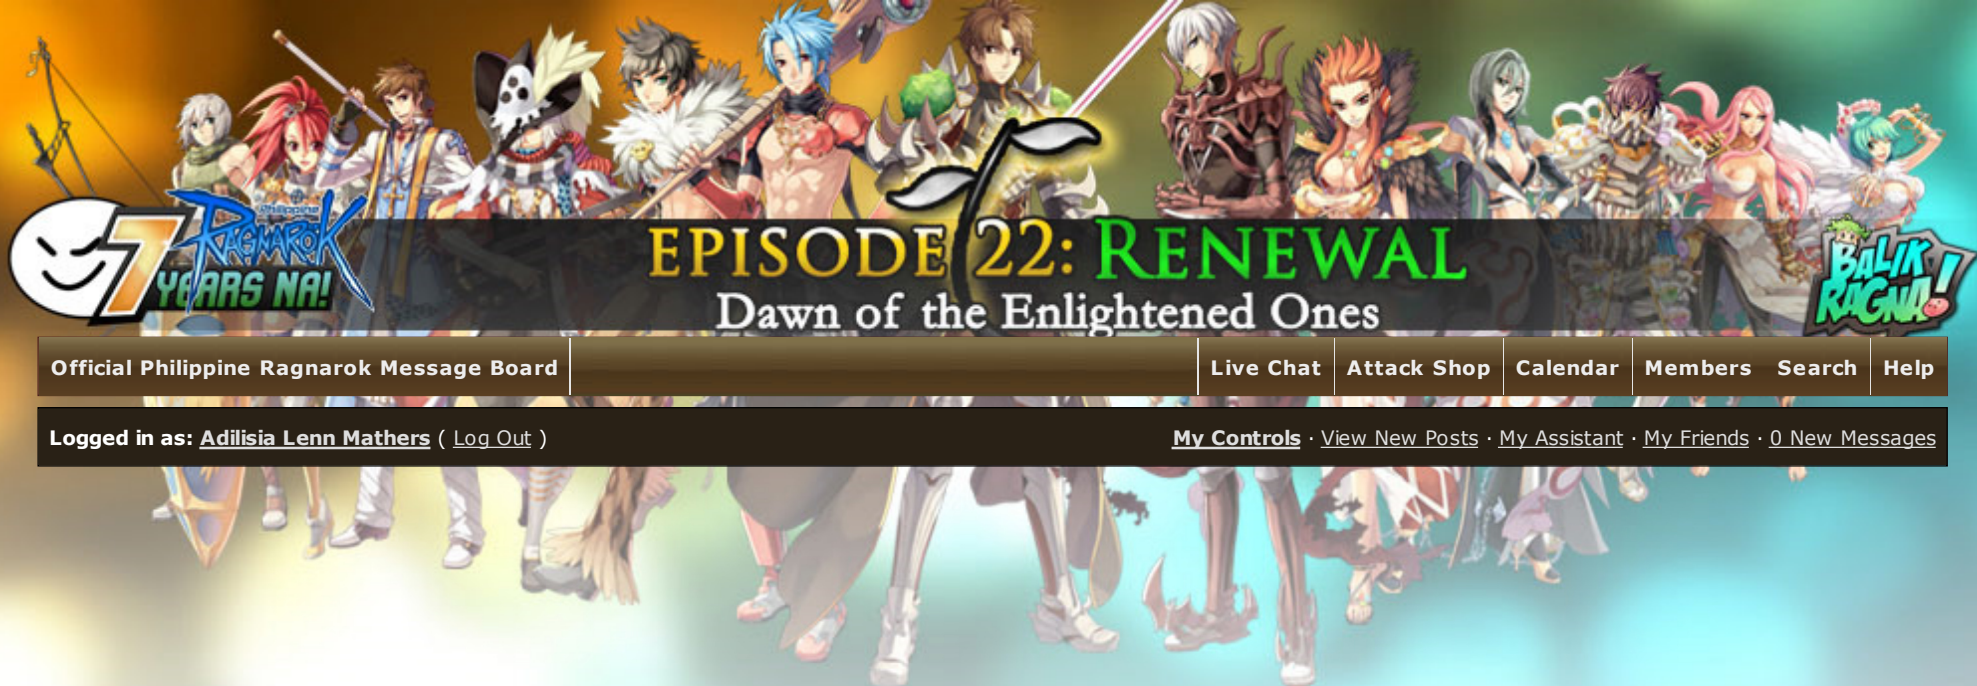 Philippine
RAGNAROK
7 YEARS NA!
EPISODE 22: RENEWAL
Dawn of the Enlightened Ones
BALIK
RAGNA!
Official Philippine Ragnarok Message Board Live Chat Attack Shop Calendar Members Search Help
Logged in as: Adilisia Lenn Mathers ( Log Out ) My Controls · View New Posts · My Assistant · My Friends · 0 New Messages